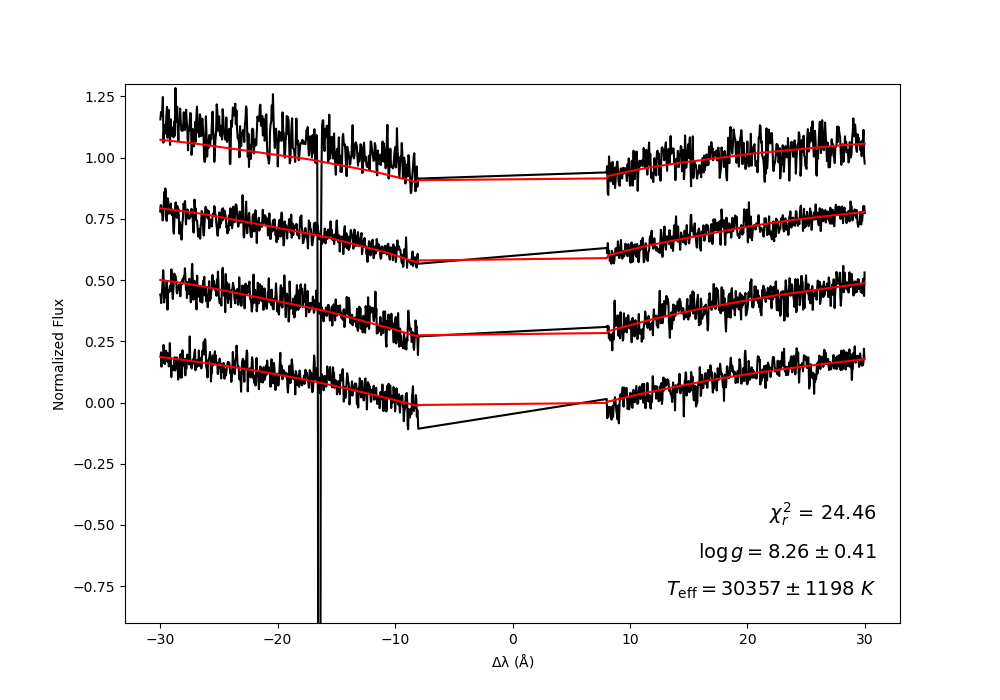 1.25
1.00
0.75
0.50
0.25
0.00
−0.25
−0.50
−0.75
Normalized Flux
χ²ᵣ = 24.46
log g = 8.26 ± 0.41
T_eff = 30357 ± 1198 K
−30 −20 −10 0 10 20 30
Δλ (Å)